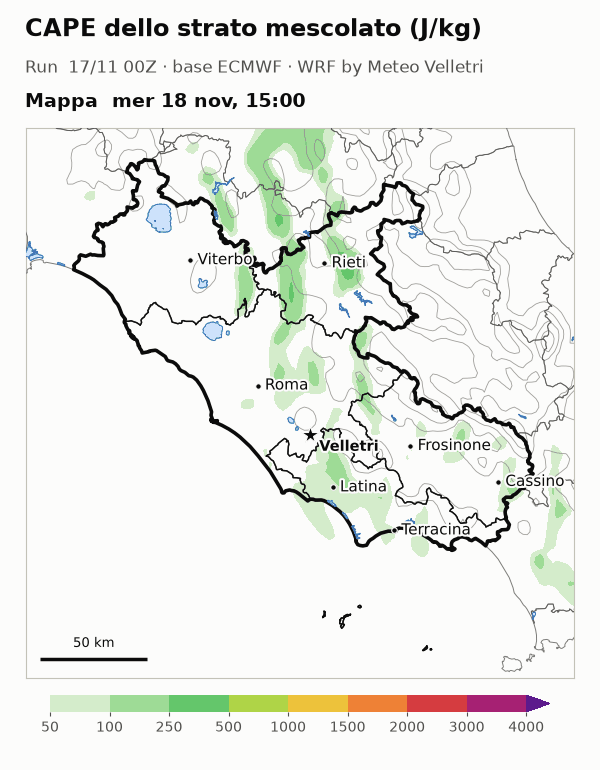 CAPE dello strato mescolato (J/kg)
Run  17/11 00Z · base ECMWF · WRF by Meteo Velletri
Mappa  mer 18 nov, 15:00
Viterbo
Rieti
Roma
Velletri
Frosinone
Latina
Cassino
Terracina
50 km
50 100 250 500 1000 1500 2000 3000 4000